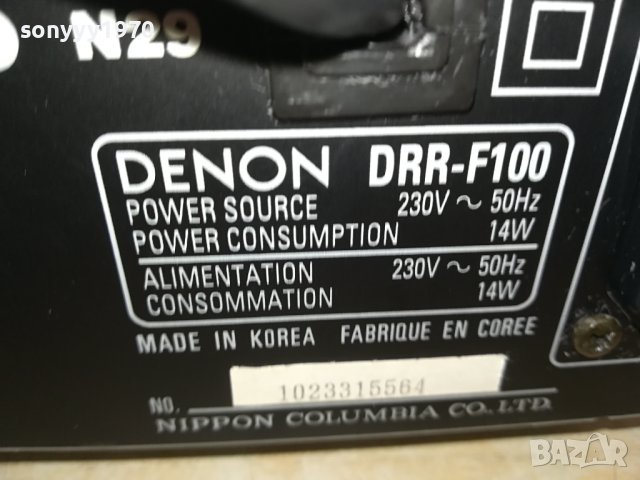 sonyyy1970
N29
DENON DRR-F100
POWER SOURCE 230V ~ 50Hz
POWER CONSUMPTION 14W
ALIMENTATION 230V ~ 50Hz
CONSOMMATION 14W
MADE IN KOREA FABRIQUE EN COREE
NO. 1023315564
NIPPON COLUMBIA CO. LTD.
BAZAR